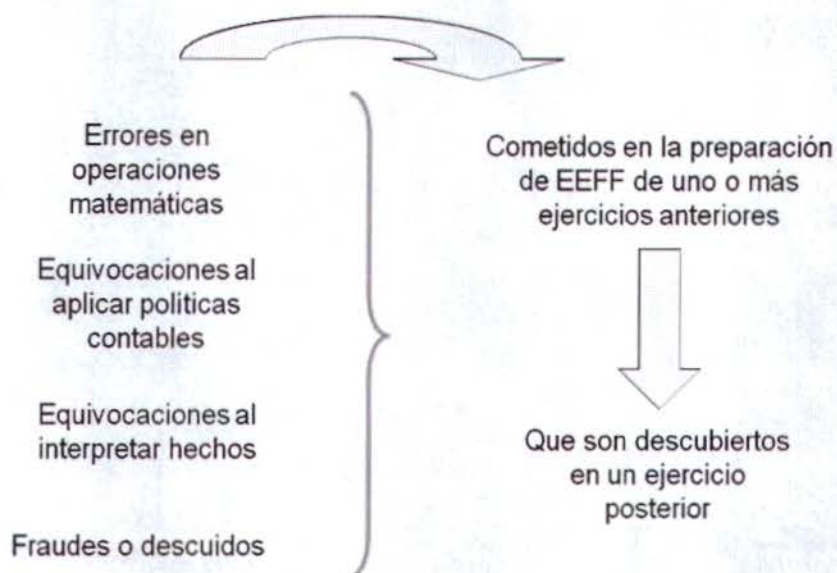 Errores en
operaciones
matemáticas
Equivocaciones al
aplicar politicas
contables
Equivocaciones al
interpretar hechos
Fraudes o descuidos
Cometidos en la preparación
de EEFF de uno o más
ejercicios anteriores
Que son descubiertos
en un ejercicio
posterior